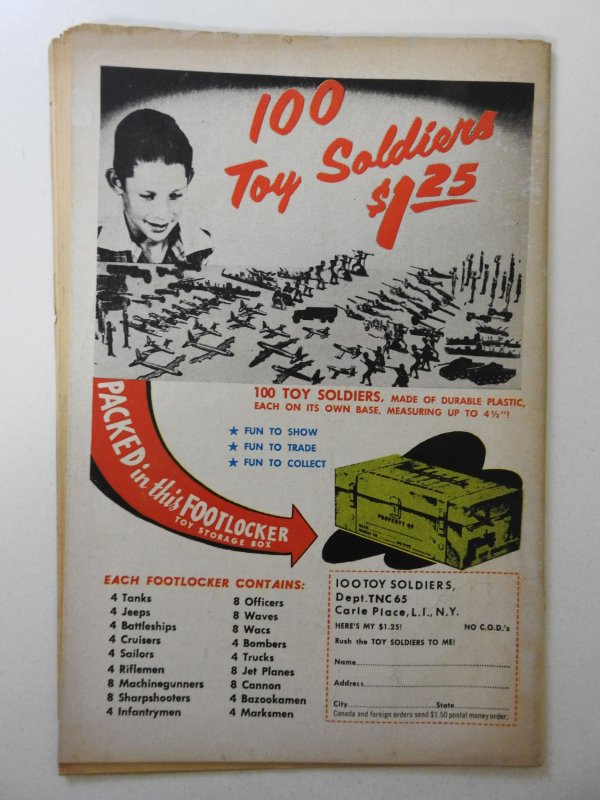 100
Toy Soldiers
$1.25
100 TOY SOLDIERS, MADE OF DURABLE PLASTIC,
EACH ON ITS OWN BASE, MEASURING UP TO 4½"!
★ FUN TO SHOW
★ FUN TO TRADE
★ FUN TO COLLECT
PACKED in this FOOTLOCKER
TOY STORAGE BOX
PROPERTY OF
EACH FOOTLOCKER CONTAINS:
4 Tanks
4 Jeeps
4 Battleships
4 Cruisers
4 Sailors
4 Riflemen
8 Machinegunners
8 Sharpshooters
4 Infantrymen
8 Officers
8 Waves
8 Wacs
4 Bombers
4 Trucks
8 Jet Planes
8 Cannon
4 Bazookamen
4 Marksmen
100 TOY SOLDIERS,
Dept. TNC 65
Carle Place, L.I., N.Y.
HERE'S MY $1.25! NO C.O.D.'s
Rush the TOY SOLDIERS TO ME!
Name
Address
City State
Canada and foreign orders send $1.50 postal money order.